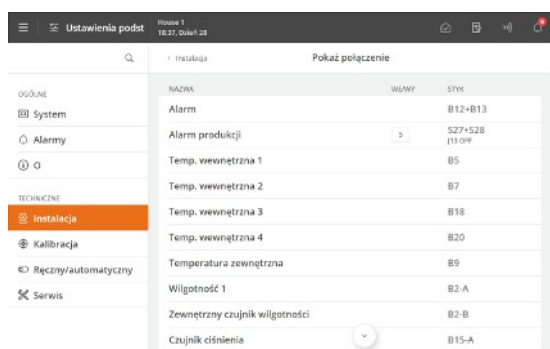 Ustawienia podst
House 1
18:37, Dzień 28
Instalacja
Pokaż połączenie
OGÓLNE
System
Alarmy
O
TECHNICZNE
Instalacja
Kalibracja
Ręczny/automatyczny
Serwis
NAZWA WE/WY STYK
Alarm B12+B13
Alarm produkcji 5 S27+S28
J13 OFF
Temp. wewnętrzna 1 B5
Temp. wewnętrzna 2 B7
Temp. wewnętrzna 3 B18
Temp. wewnętrzna 4 B20
Temperatura zewnętrzna B9
Wilgotność 1 B2-A
Zewnętrzny czujnik wilgotności B2-B
Czujnik ciśnienia B15-A